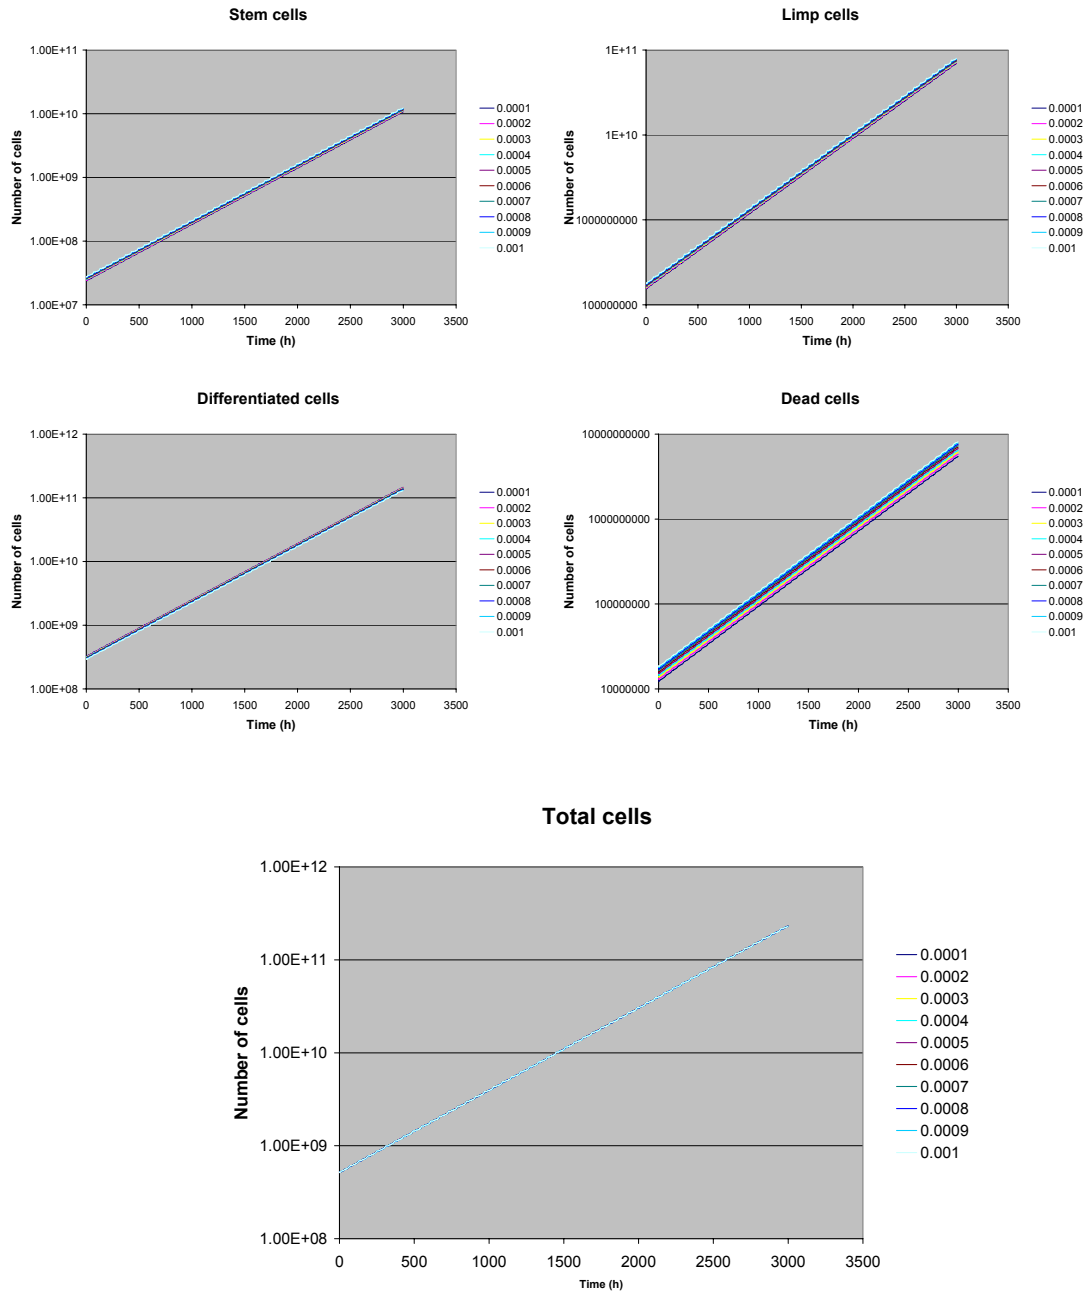 Stem cells
1.00E+11
1.00E+10
1.00E+09
1.00E+08
1.00E+07
0 500 1000 1500 2000 2500 3000 3500
Time (h)
Number of cells
0.0001
0.0002
0.0003
0.0004
0.0005
0.0006
0.0007
0.0008
0.0009
0.001
Limp cells
1E+11
1E+10
1000000000
100000000
0 500 1000 1500 2000 2500 3000 3500
Time (h)
Number of cells
0.0001
0.0002
0.0003
0.0004
0.0005
0.0006
0.0007
0.0008
0.0009
0.001
Differentiated cells
1.00E+12
1.00E+11
1.00E+10
1.00E+09
1.00E+08
0 500 1000 1500 2000 2500 3000 3500
Time (h)
Number of cells
0.0001
0.0002
0.0003
0.0004
0.0005
0.0006
0.0007
0.0008
0.0009
0.001
Dead cells
10000000000
1000000000
100000000
10000000
0 500 1000 1500 2000 2500 3000 3500
Time (h)
Number of cells
0.0001
0.0002
0.0003
0.0004
0.0005
0.0006
0.0007
0.0008
0.0009
0.001
Total cells
1.00E+12
1.00E+11
1.00E+10
1.00E+09
1.00E+08
0 500 1000 1500 2000 2500 3000 3500
Time (h)
Number of cells
0.0001
0.0002
0.0003
0.0004
0.0005
0.0006
0.0007
0.0008
0.0009
0.001